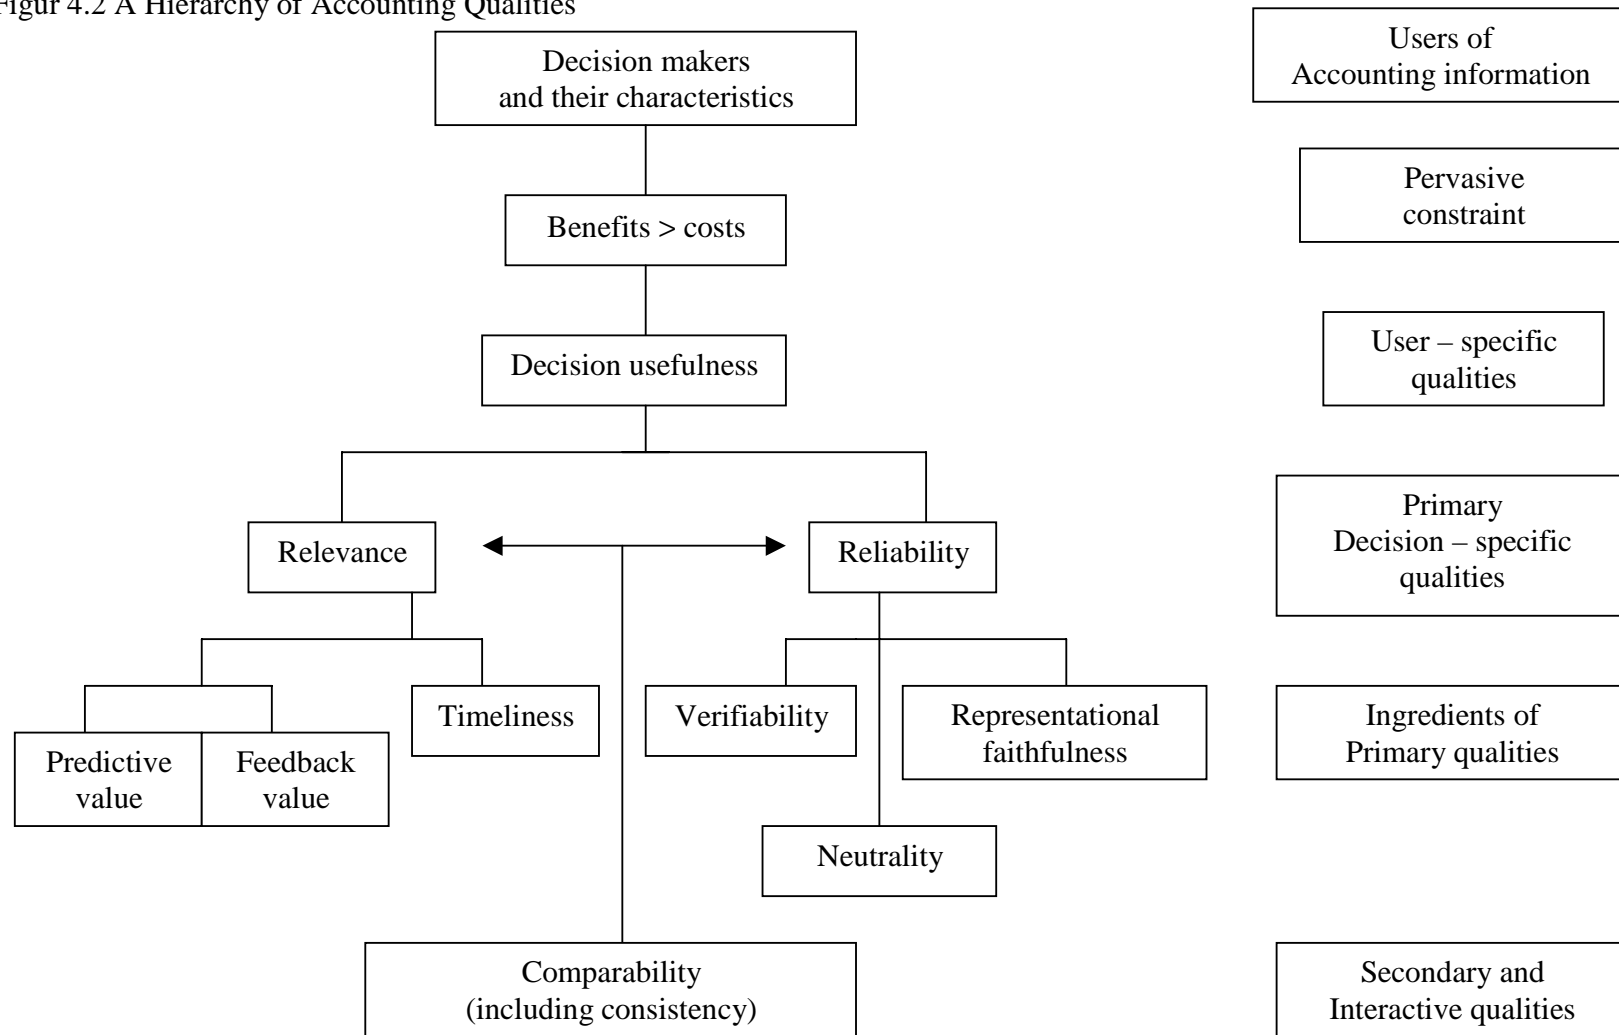 Figur 4.2 A Hierarchy of Accounting Qualities
Decision makers
and their characteristics
Users of
Accounting information
Benefits > costs
Pervasive
constraint
Decision usefulness
User – specific
qualities
Relevance
Reliability
Primary
Decision – specific
qualities
Predictive
value
Feedback
value
Timeliness
Verifiability
Representational
faithfulness
Neutrality
Ingredients of
Primary qualities
Comparability
(including consistency)
Secondary and
Interactive qualities